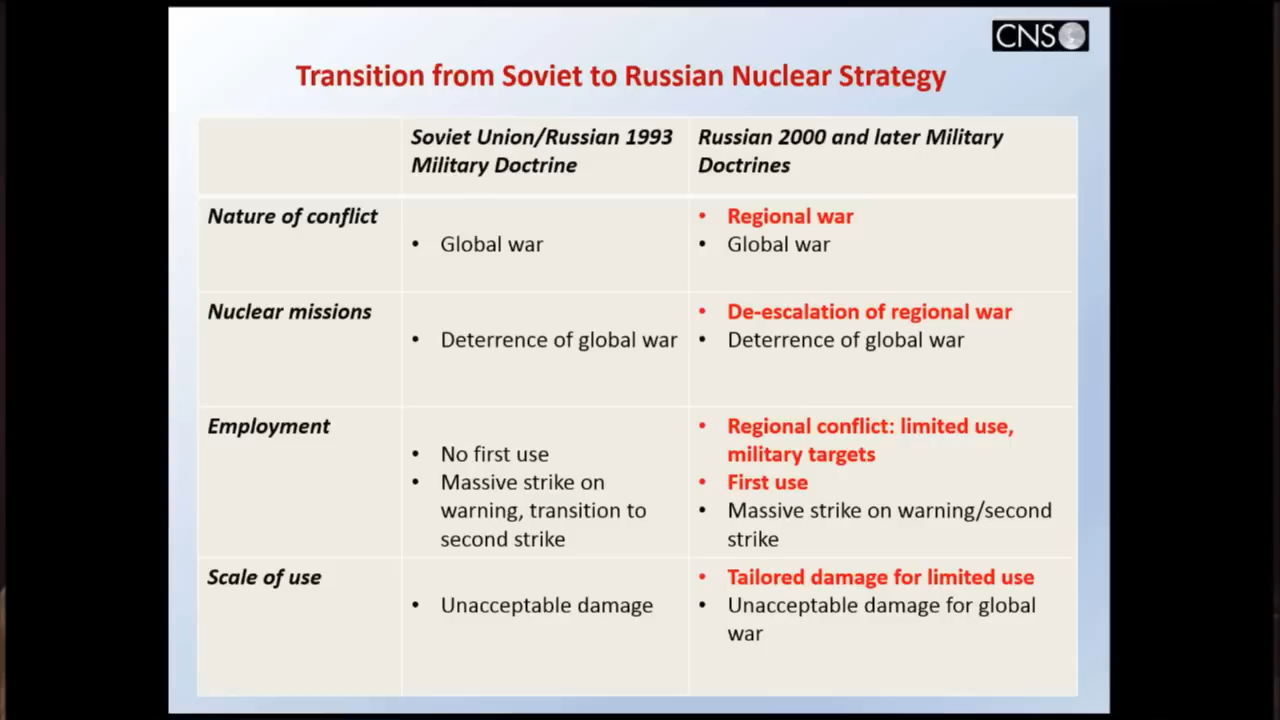 CNS
Transition from Soviet to Russian Nuclear Strategy
Soviet Union/Russian 1993
Military Doctrine
Russian 2000 and later Military
Doctrines
Nature of conflict
• Global war
• Regional war
• Global war
Nuclear missions
• Deterrence of global war
• De-escalation of regional war
• Deterrence of global war
Employment
• No first use
• Massive strike on
warning, transition to
second strike
• Regional conflict: limited use,
military targets
• First use
• Massive strike on warning/second
strike
Scale of use
• Unacceptable damage
• Tailored damage for limited use
• Unacceptable damage for global
war